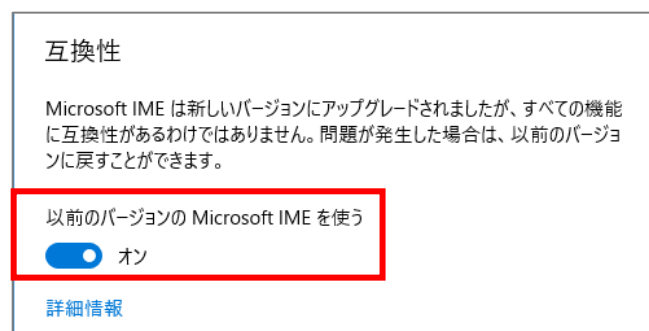 互換性
Microsoft IME は新しいバージョンにアップグレードされましたが、すべての機能
に互換性があるわけではありません。問題が発生した場合は、以前のバージョ
ンに戻すことができます。
以前のバージョンの Microsoft IME を使う
オン
詳細情報